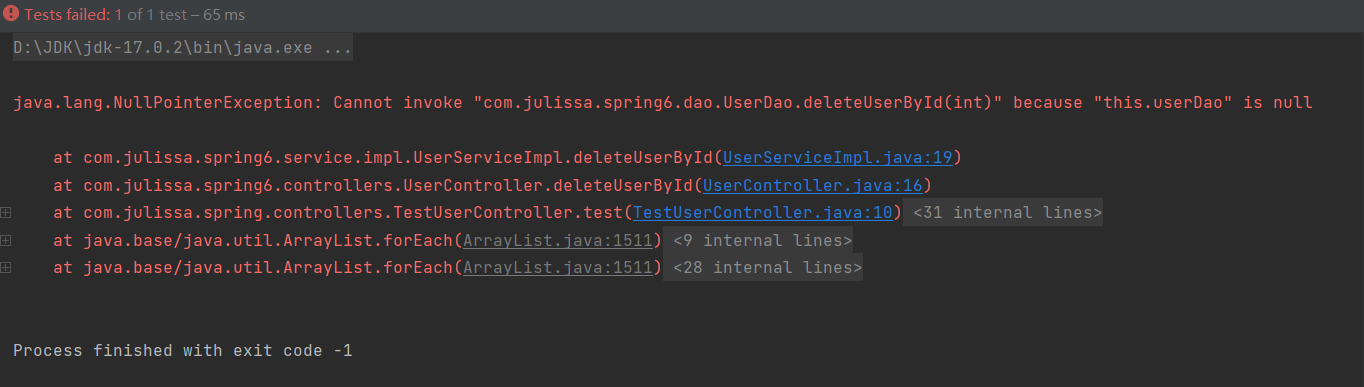 Tests failed: 1 of 1 test – 65 ms
D:\JDK\jdk-17.0.2\bin\java.exe ...
java.lang.NullPointerException: Cannot invoke "com.julissa.spring6.dao.UserDao.deleteUserById(int)" because "this.userDao" is null
at com.julissa.spring6.service.impl.UserServiceImpl.deleteUserById(UserServiceImpl.java:19)
at com.julissa.spring6.controllers.UserController.deleteUserById(UserController.java:16)
at com.julissa.spring.controllers.TestUserController.test(TestUserController.java:10) <31 internal lines>
at java.base/java.util.ArrayList.forEach(ArrayList.java:1511) <9 internal lines>
at java.base/java.util.ArrayList.forEach(ArrayList.java:1511) <28 internal lines>
Process finished with exit code -1